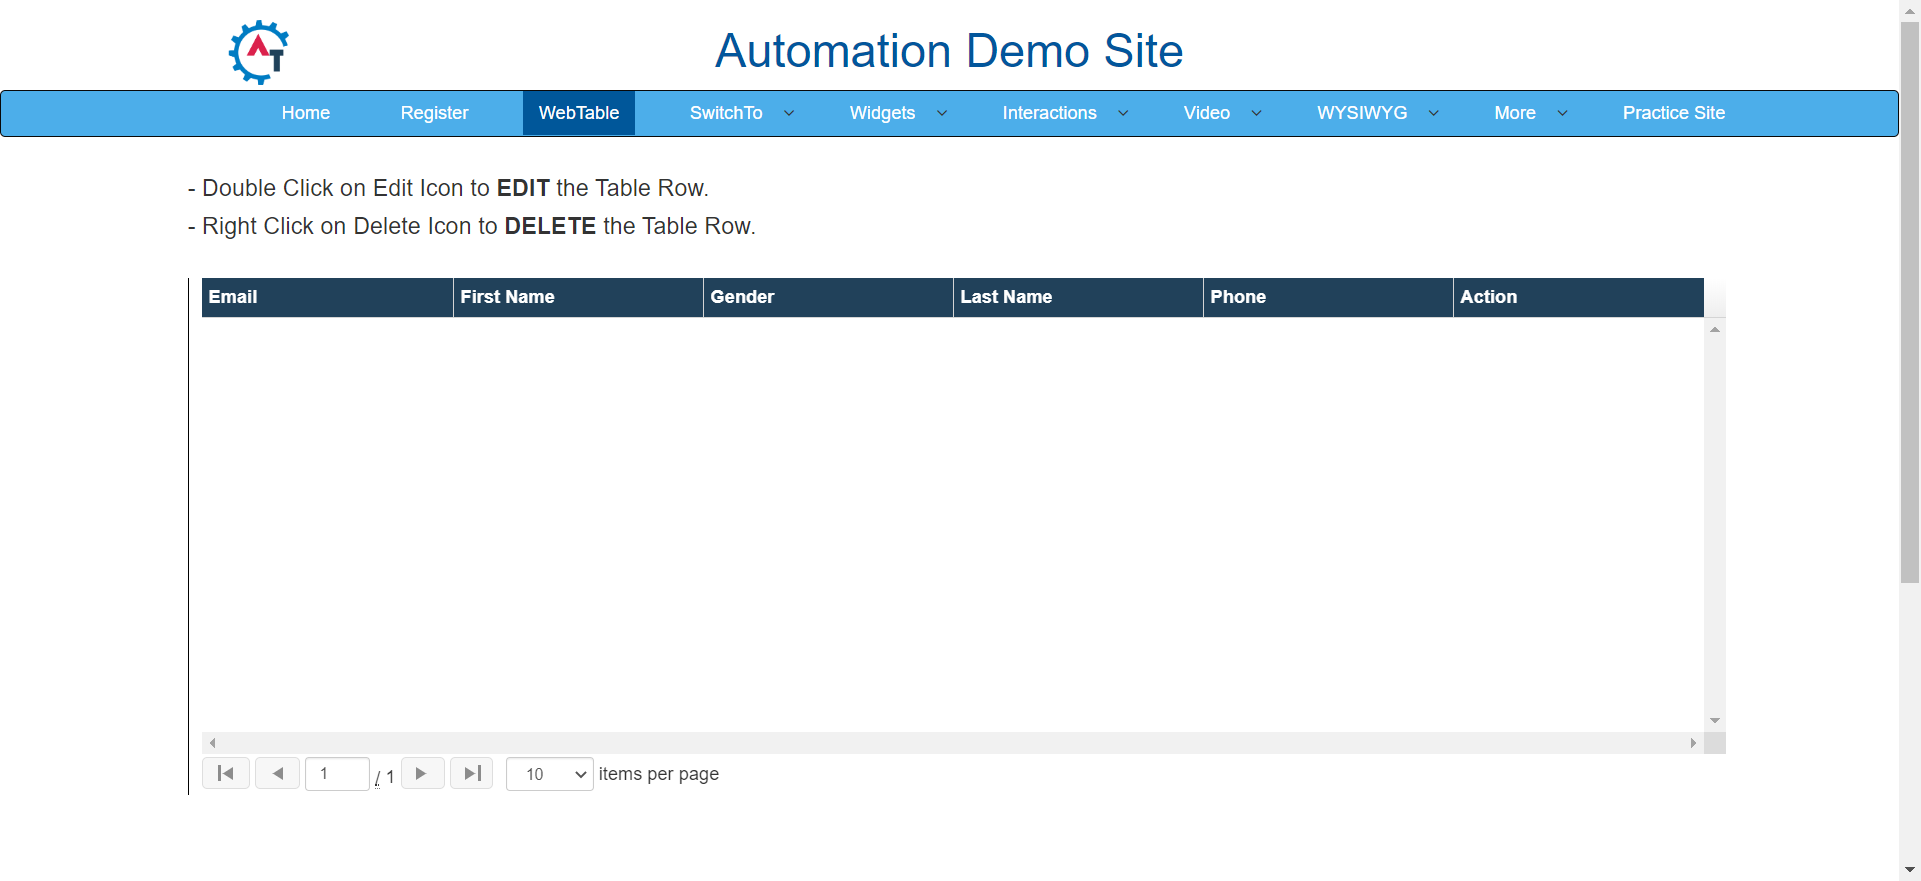 AT
Automation Demo Site
Home Register WebTable SwitchTo Widgets Interactions Video WYSIWYG More Practice Site
- Double Click on Edit Icon to EDIT the Table Row.
- Right Click on Delete Icon to DELETE the Table Row.
Email First Name Gender Last Name Phone Action
1 / 1 10 items per page